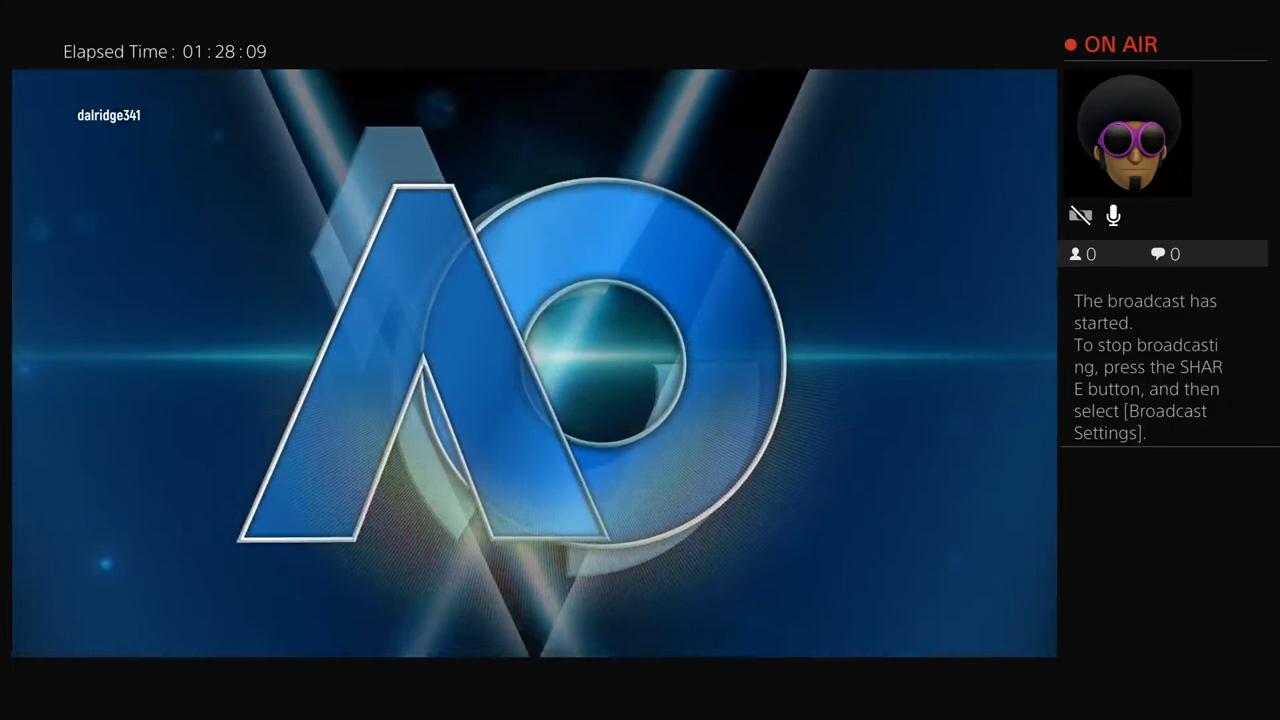 Elapsed Time: 01:28:09
ON AIR
dalridge341
AO
0 0
The broadcast has
started.
To stop broadcasti
ng, press the SHAR
E button, and then
select [Broadcast
Settings].